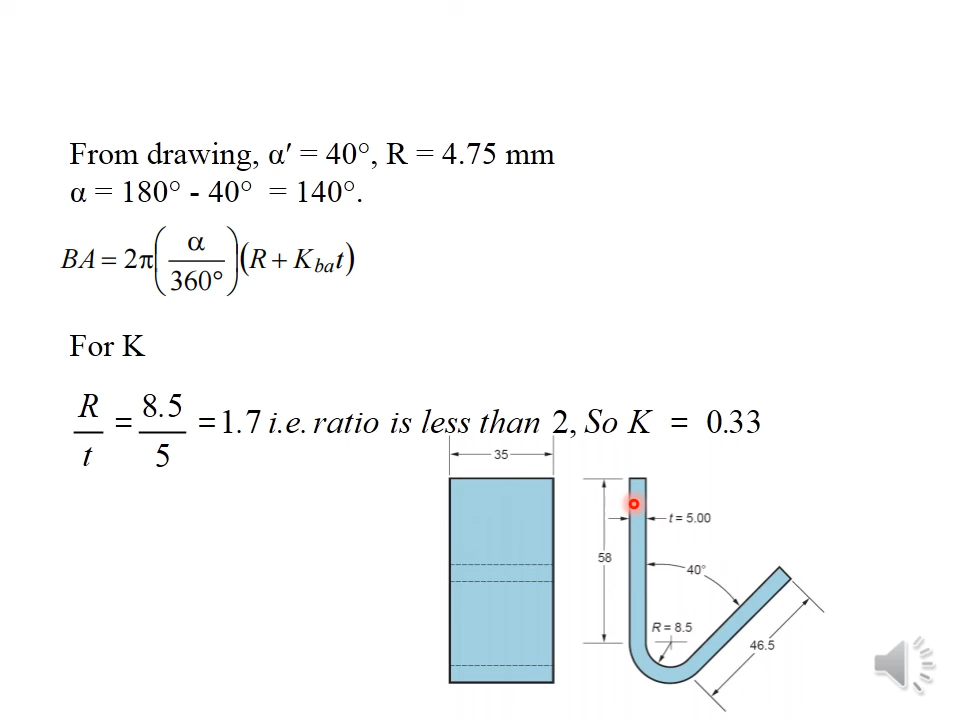 From drawing, α′ = 40°, R = 4.75 mm
α = 180° - 40° = 140°.
BA = 2π(α/360°)(R + K_ba t)
For K
R/t = 8.5/5 = 1.7 i.e. ratio is less than 2, So K = 0.33
35
t = 5.00
58
40°
R = 8.5
46.5